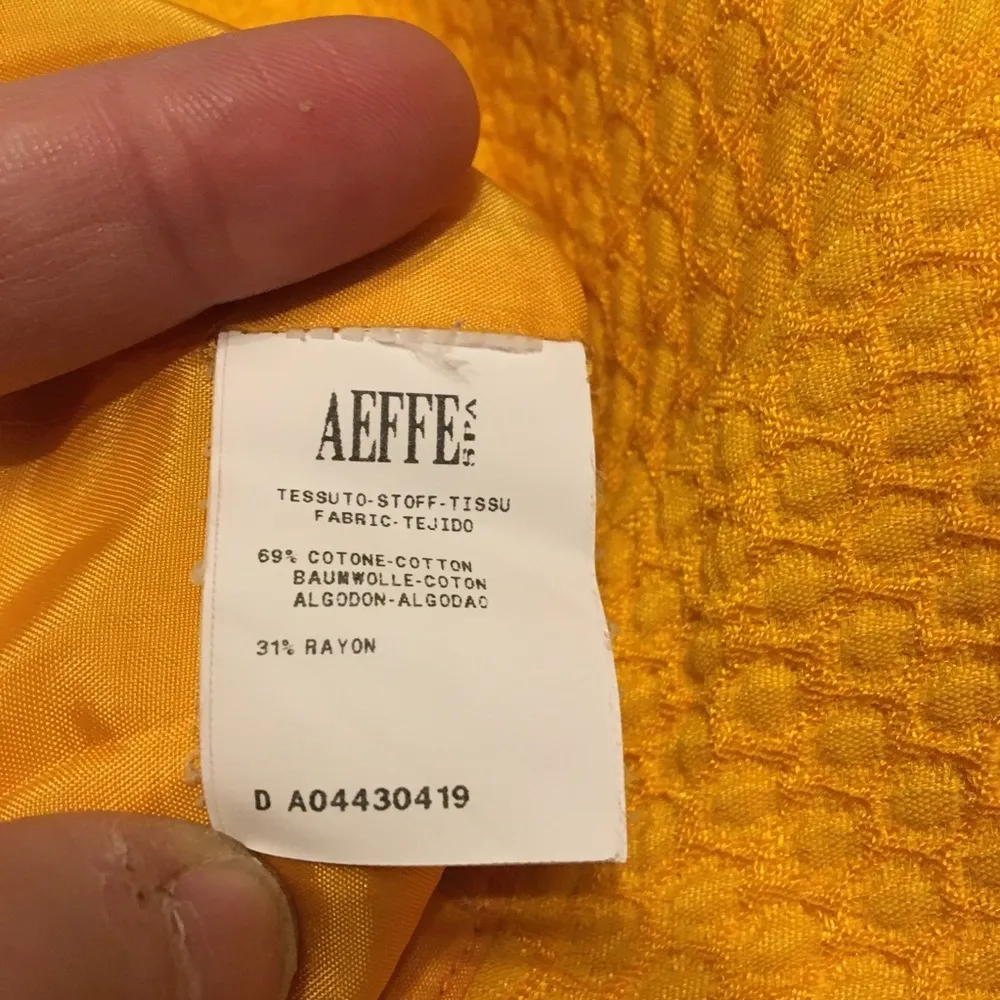 AEFFE SPA
TESSUTO-STOFF-TISSU
FABRIC-TEJIDO
69% COTONE-COTTON
BAUMWOLLE-COTON
ALGODON-ALGODAO
31% RAYON
D A04430419